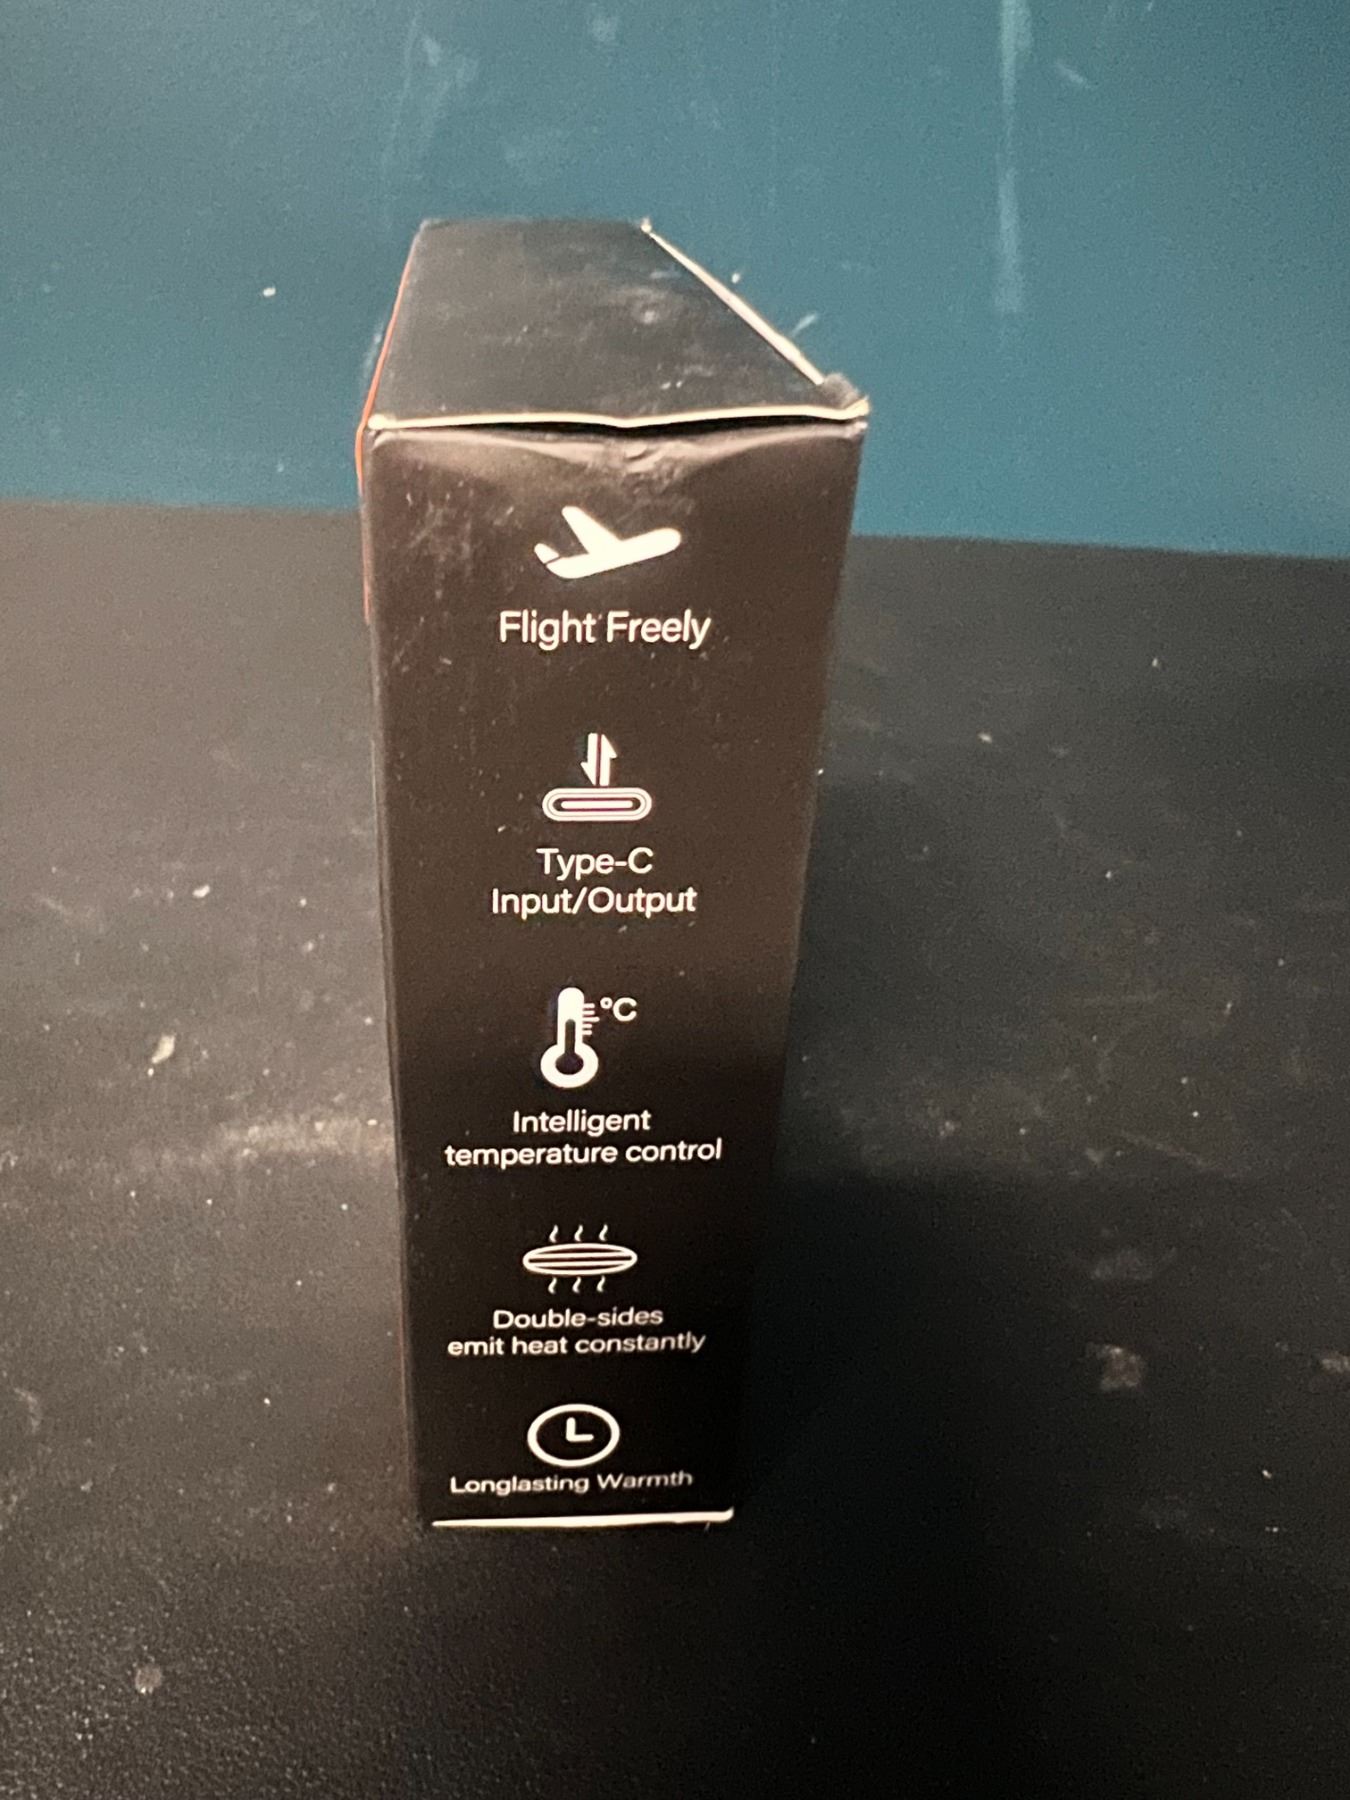 Flight Freely
Type-C
Input/Output
°C
Intelligent
temperature control
Double-sides
emit heat constantly
Longlasting Warmth